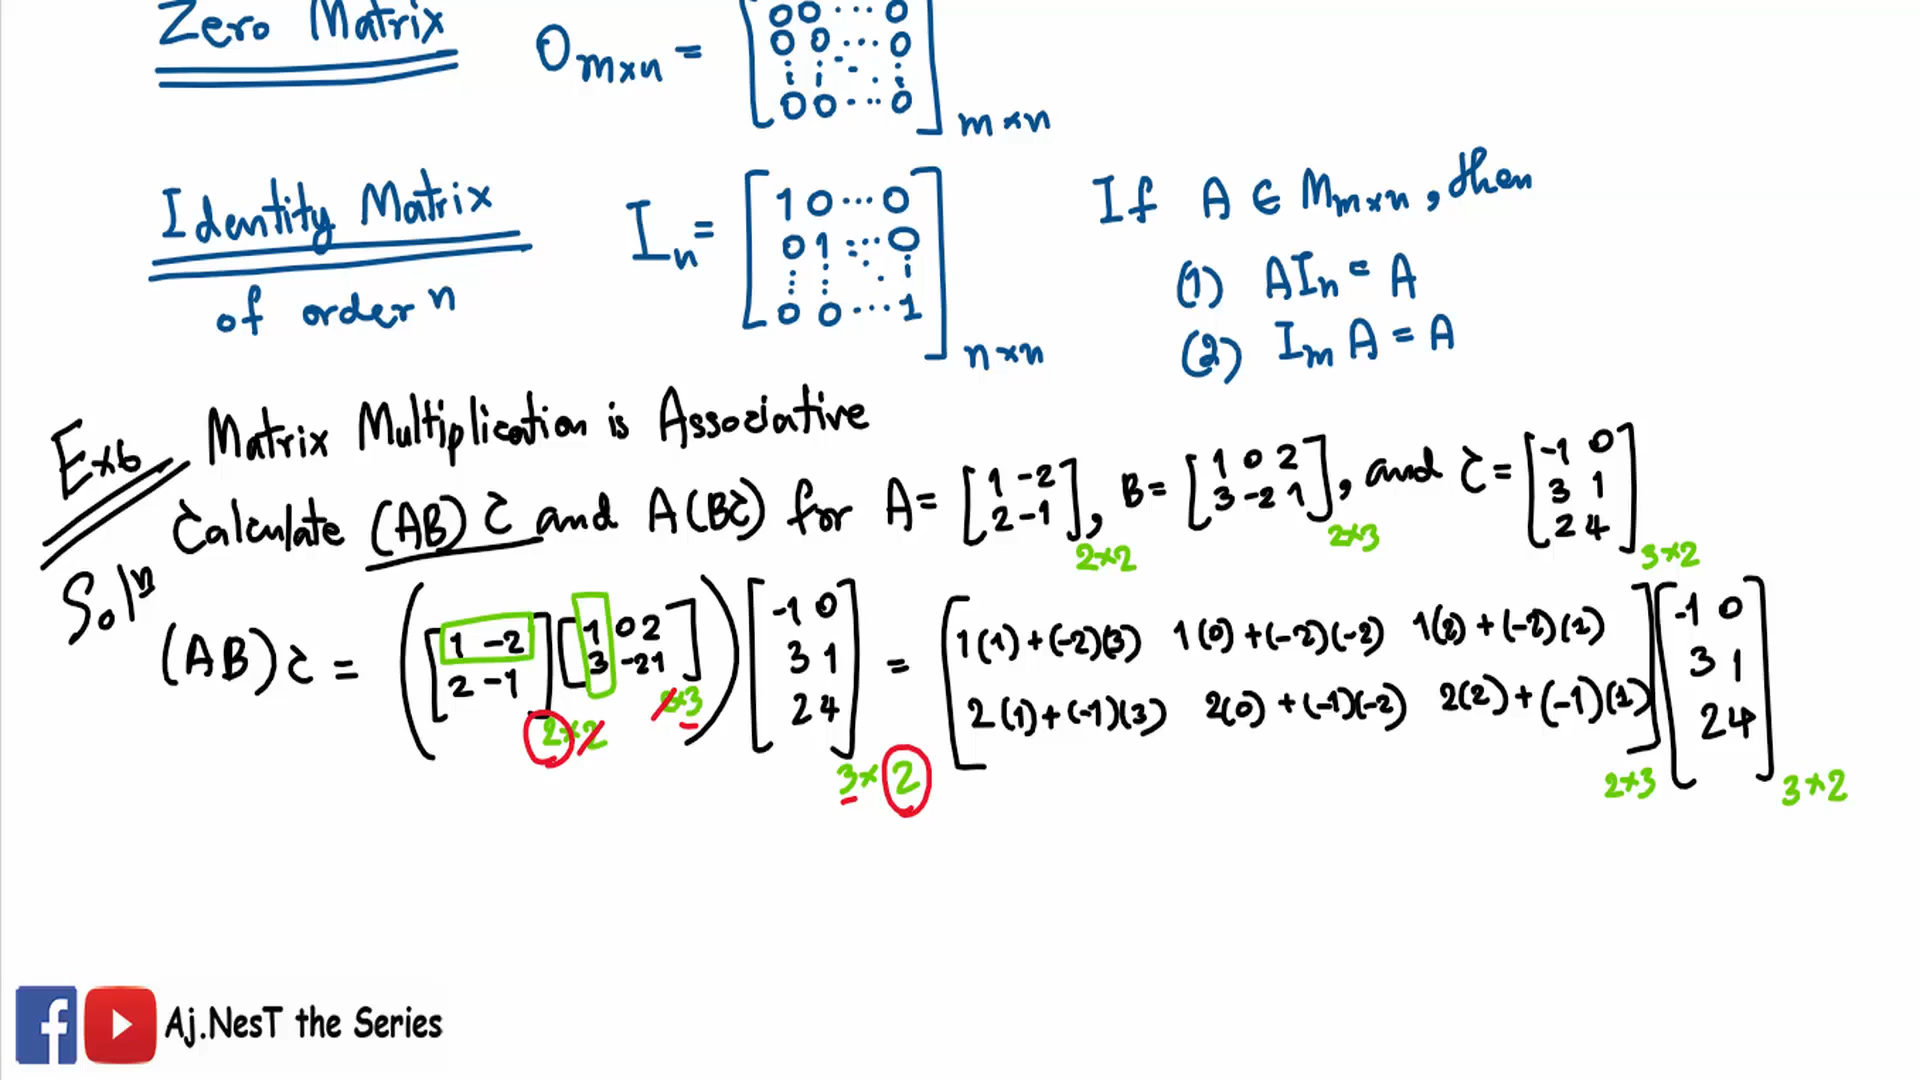 Zero Matrix O_{m×n} = [0 0 ... 0; 0 0 ... 0; ⋮ ⋮ ⋱ ⋮; 0 0 ... 0]_{m×n}
Identity Matrix of order n I_n = [1 0 ... 0; 0 1 ... 0; ⋮ ⋮ ⋱ ⋮; 0 0 ... 1]_{n×n}
If A ∈ M_{m×n}, then
(1) AI_n = A
(2) I_m A = A
Ex6 Matrix Multiplication is Associative
Calculate (AB)C and A(BC) for A = [1 -2; 2 -1]_{2×2}, B = [1 0 2; 3 -2 1]_{2×3}, and C = [-1 0; 3 1; 2 4]_{3×2}
Sol^n
(AB)C = ([1 -2; 2 -1]_{2×2} [1 0 2; 3 -2 1]_{2×3}) [-1 0; 3 1; 2 4]_{3×2} = [1(1)+(-2)(3) 1(0)+(-2)(-2) 1(2)+(-2)(1); 2(1)+(-1)(3) 2(0)+(-1)(-2) 2(2)+(-1)(1)]_{2×3} [-1 0; 3 1; 2 4]_{3×2}
f Aj.NesT the Series